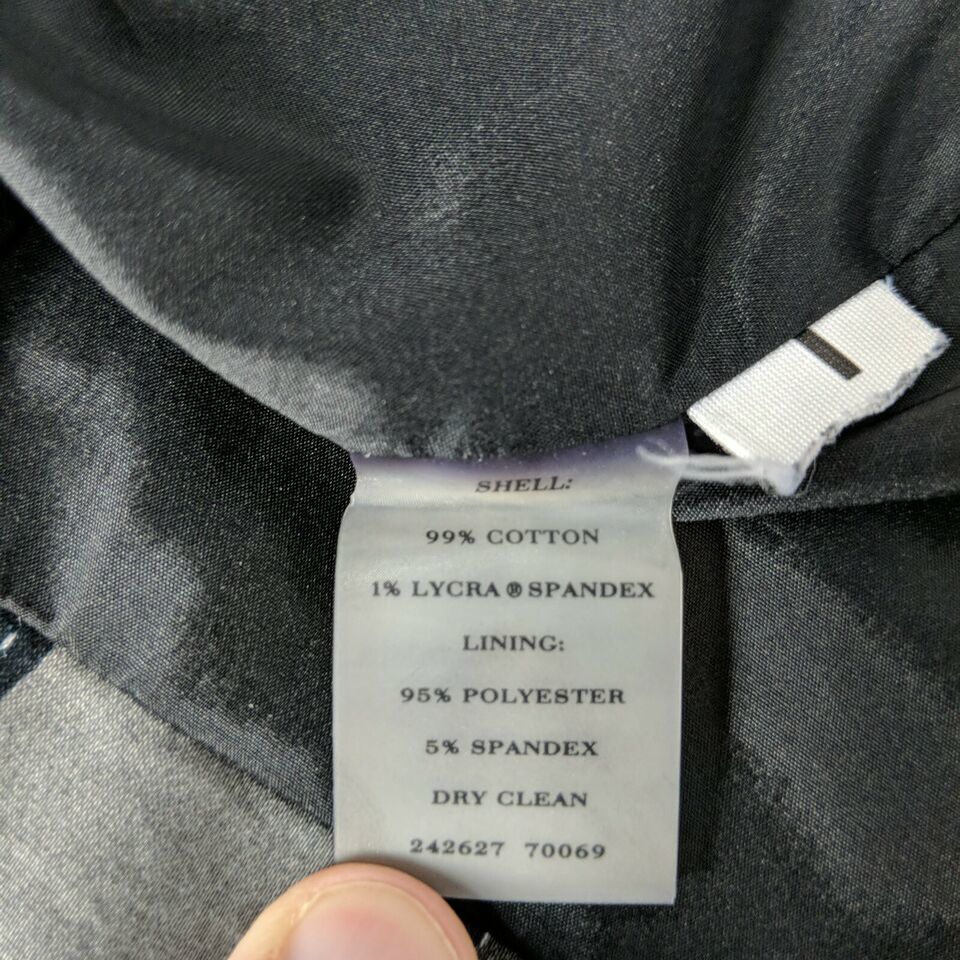 SHELL:
99% COTTON
1% LYCRA ® SPANDEX
LINING:
95% POLYESTER
5% SPANDEX
DRY CLEAN
242627 70069